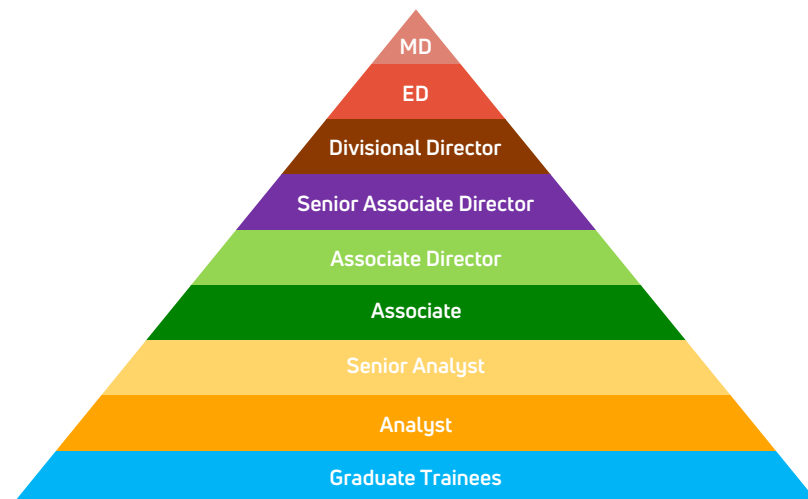 MD
ED
Divisional Director
Senior Associate Director
Associate Director
Associate
Senior Analyst
Analyst
Graduate Trainees